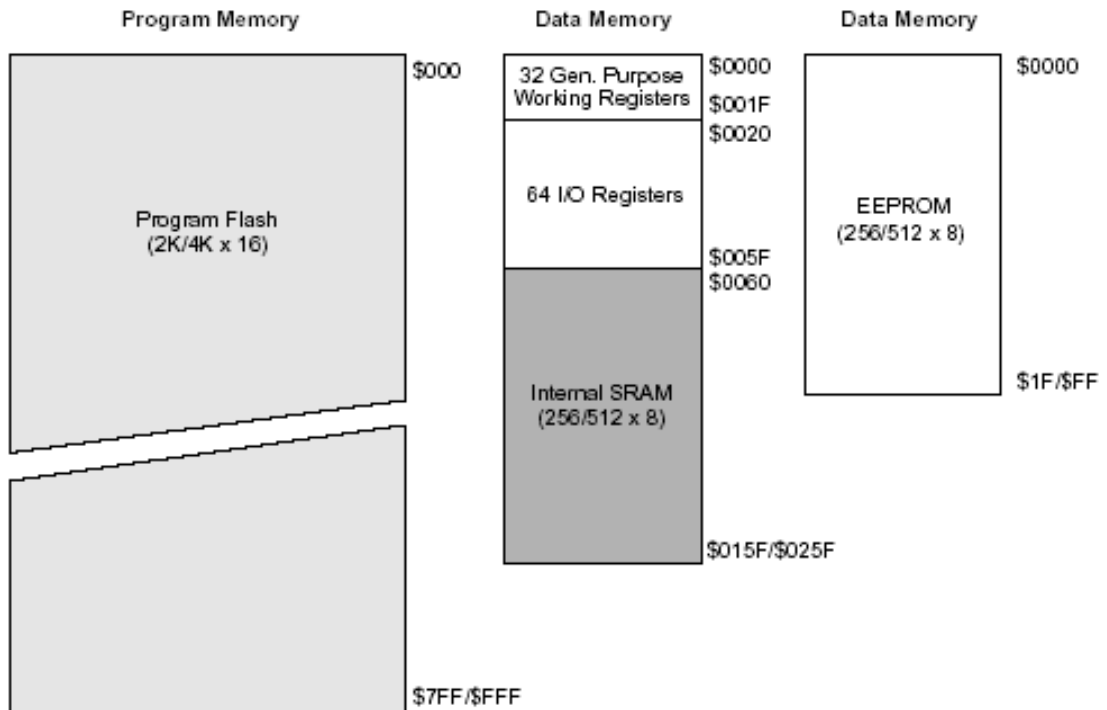 Program Memory
$000
Program Flash
(2K/4K x 16)
$7FF/$FFF
Data Memory
32 Gen. Purpose
Working Registers
$0000
$001F
$0020
64 I/O Registers
$005F
$0060
Internal SRAM
(256/512 x 8)
$015F/$025F
Data Memory
$0000
EEPROM
(256/512 x 8)
$1F/$FF